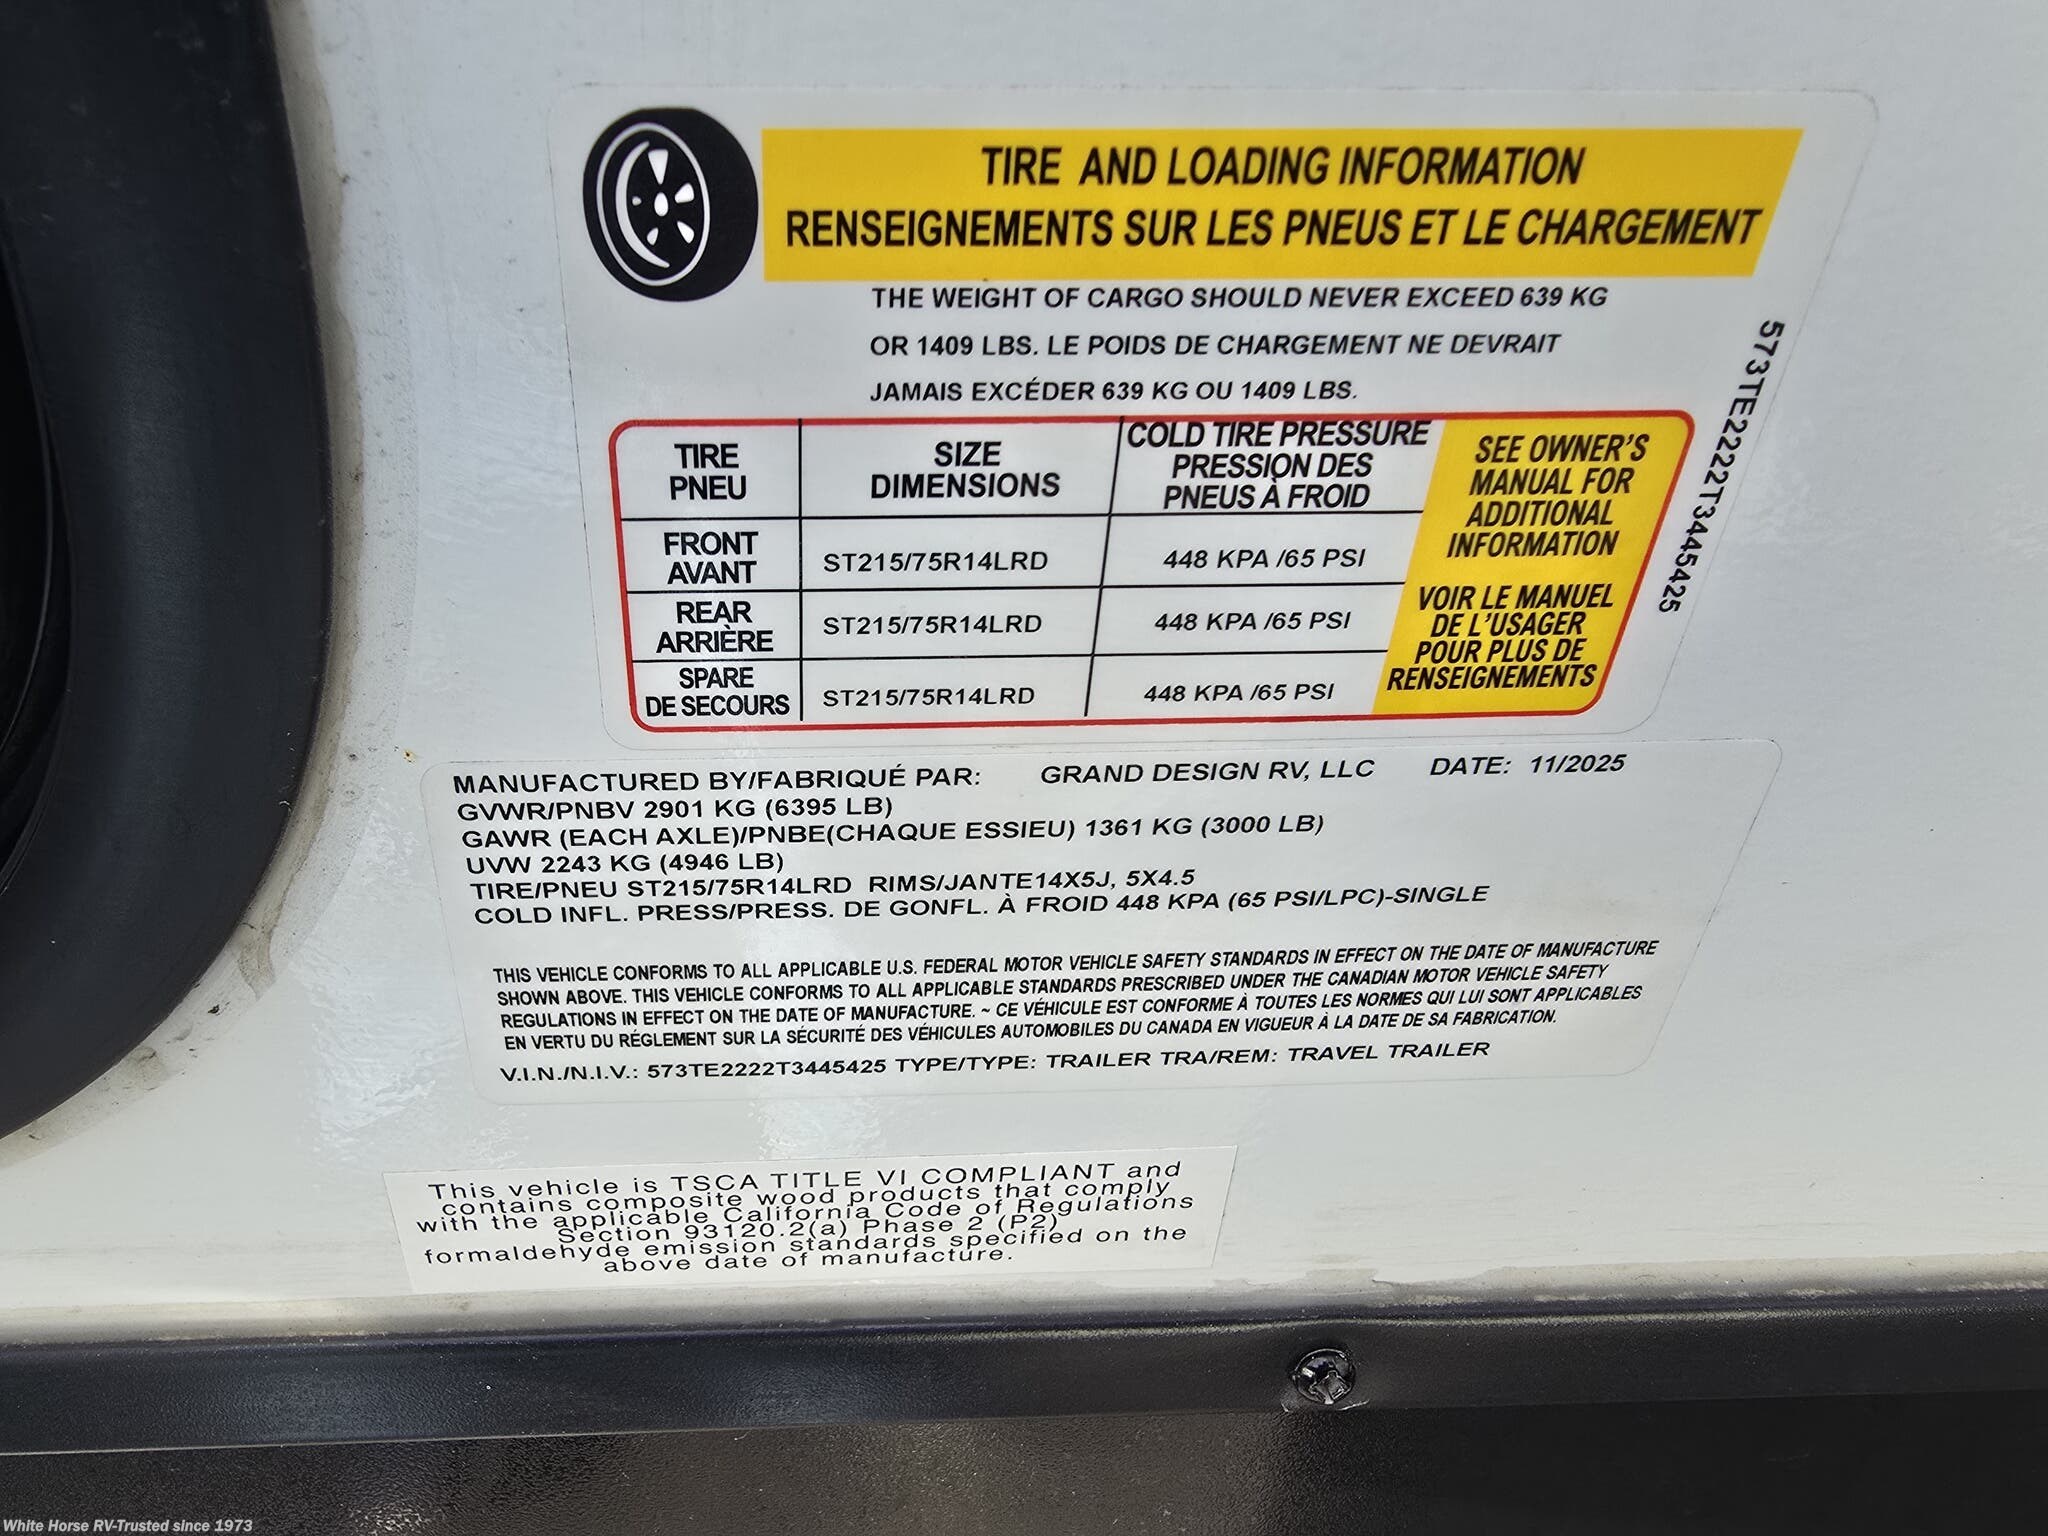 TIRE AND LOADING INFORMATION
RENSEIGNEMENTS SUR LES PNEUS ET LE CHARGEMENT
THE WEIGHT OF CARGO SHOULD NEVER EXCEED 639 KG
OR 1409 LBS. LE POIDS DE CHARGEMENT NE DEVRAIT
JAMAIS EXCÉDER 639 KG OU 1409 LBS.
TIRE
PNEU
SIZE
DIMENSIONS
COLD TIRE PRESSURE
PRESSION DES
PNEUS À FROID
FRONT
AVANT
ST215/75R14LRD
448 KPA /65 PSI
REAR
ARRIÈRE
ST215/75R14LRD
448 KPA /65 PSI
SPARE
DE SECOURS
ST215/75R14LRD
448 KPA /65 PSI
SEE OWNER'S
MANUAL FOR
ADDITIONAL
INFORMATION
VOIR LE MANUEL
DE L'USAGER
POUR PLUS DE
RENSEIGNEMENTS
573TE2222T3445425
MANUFACTURED BY/FABRIQUÉ PAR: GRAND DESIGN RV, LLC DATE: 11/2025
GVWR/PNBV 2901 KG (6395 LB)
GAWR (EACH AXLE)/PNBE(CHAQUE ESSIEU) 1361 KG (3000 LB)
UVW 2243 KG (4946 LB)
TIRE/PNEU ST215/75R14LRD RIMS/JANTE14X5J, 5X4.5
COLD INFL. PRESS/PRESS. DE GONFL. À FROID 448 KPA (65 PSI/LPC)-SINGLE
THIS VEHICLE CONFORMS TO ALL APPLICABLE U.S. FEDERAL MOTOR VEHICLE SAFETY STANDARDS IN EFFECT ON THE DATE OF MANUFACTURE
SHOWN ABOVE. THIS VEHICLE CONFORMS TO ALL APPLICABLE STANDARDS PRESCRIBED UNDER THE CANADIAN MOTOR VEHICLE SAFETY
REGULATIONS IN EFFECT ON THE DATE OF MANUFACTURE. ~ CE VÉHICULE EST CONFORME À TOUTES LES NORMES QUI LUI SONT APPLICABLES
EN VERTU DU RÉGLEMENT SUR LA SÉCURITÉ DES VÉHICULES AUTOMOBILES DU CANADA EN VIGUEUR À LA DATE DE SA FABRICATION.
V.I.N./N.I.V.: 573TE2222T3445425 TYPE/TYPE: TRAILER TRA/REM: TRAVEL TRAILER
This vehicle is TSCA TITLE VI COMPLIANT and
contains composite wood products that comply
with the applicable California Code of Regulations
Section 93120.2(a) Phase 2 (P2)
formaldehyde emission standards specified on the
above date of manufacture.
White Horse RV-Trusted since 1973